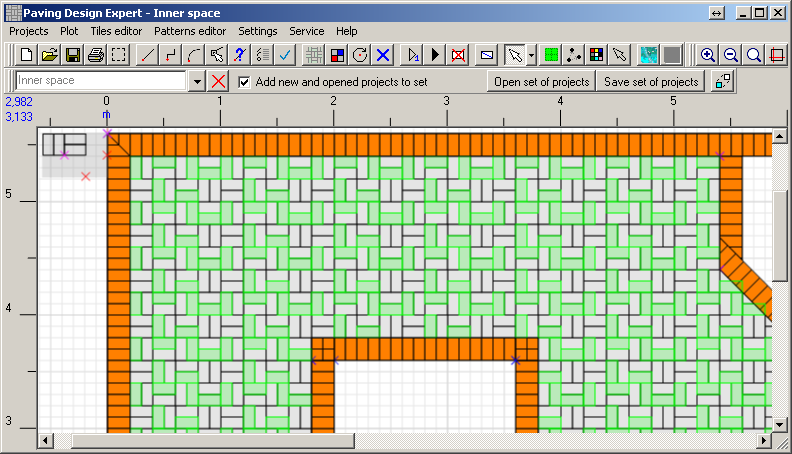 Paving Design Expert - Inner space
Projects Plot Tiles editor Patterns editor Settings Service Help
Inner space Add new and opened projects to set Open set of projects Save set of projects
2,982 0 1 2 3 4 5
3,133 m
5
4
3